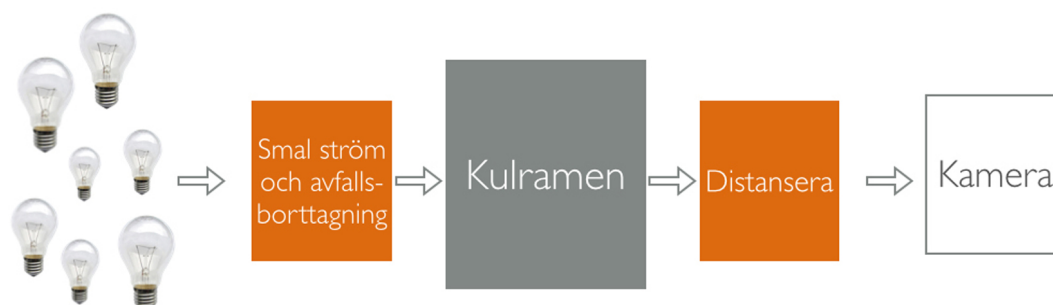 Smal ström
och avfalls-
borttagning
Kulramen
Distansera
Kamera